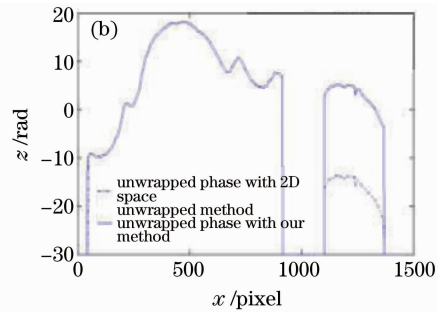 (b)
20
10
0
−10
−20
−30
z/rad
unwrapped phase with 2D
space
unwrapped method
unwrapped phase with our
method
0 500 1000 1500
x/pixel